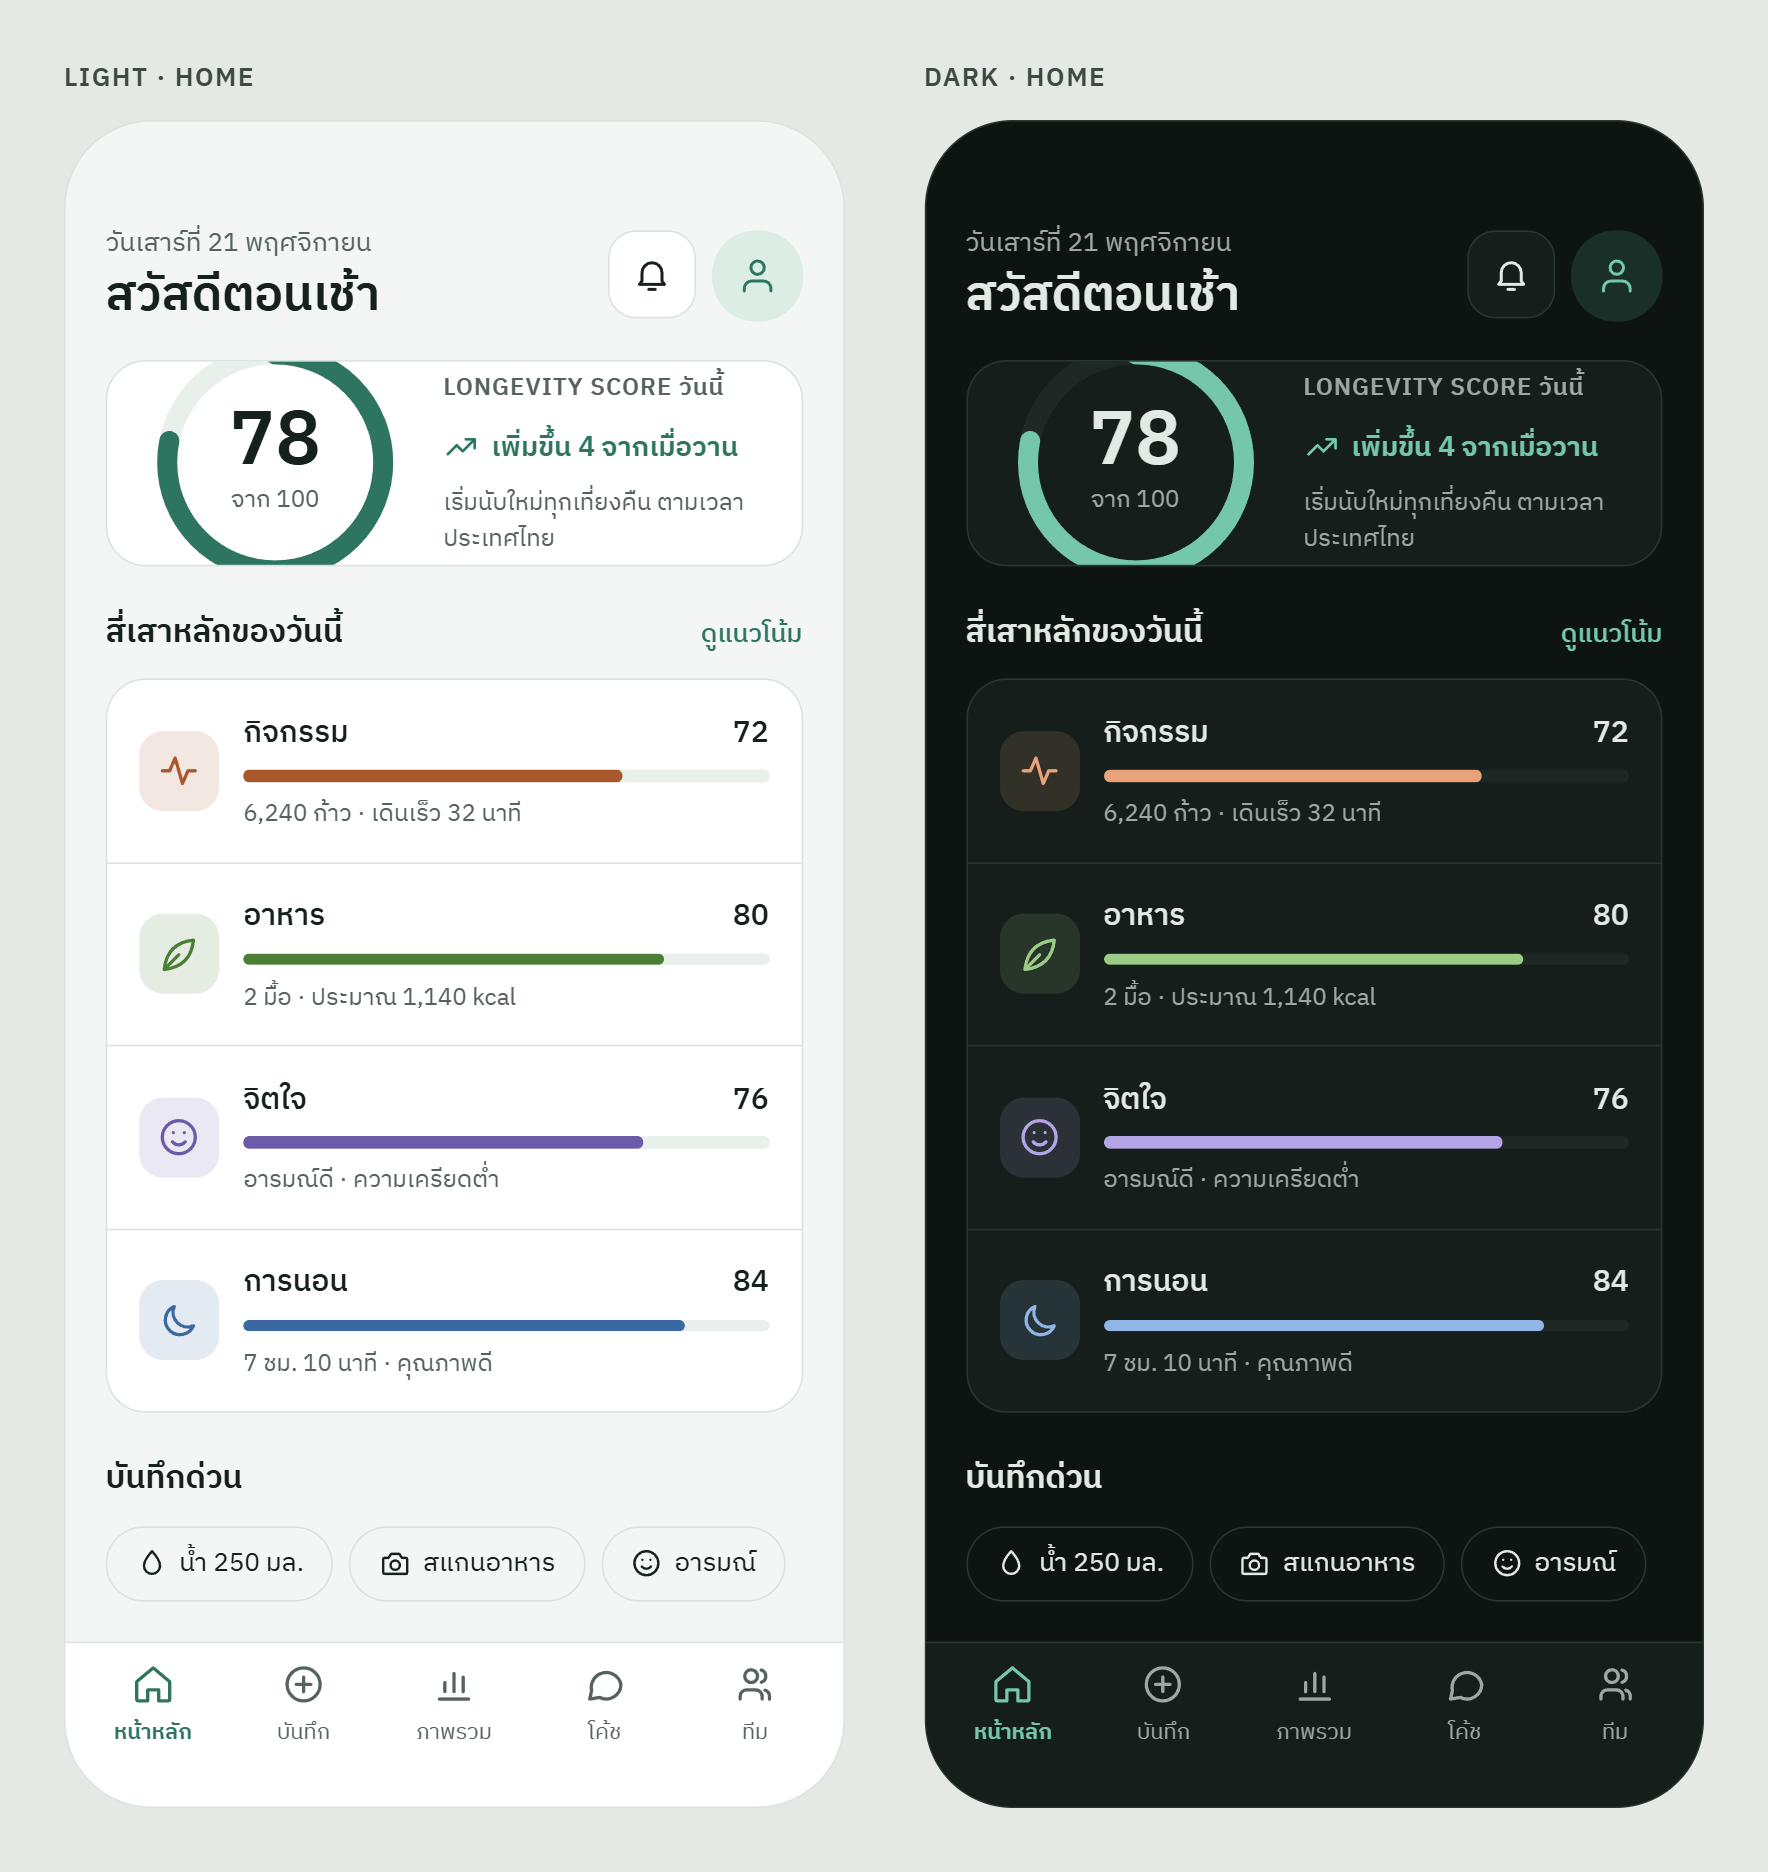 LIGHT · HOME
วันเสาร์ที่ 21 พฤศจิกายน
สวัสดีตอนเช้า
78
จาก 100
LONGEVITY SCORE วันนี้
เพิ่มขึ้น 4 จากเมื่อวาน
เริ่มนับใหม่ทุกเที่ยงคืน ตามเวลา
ประเทศไทย
สี่เสาหลักของวันนี้
ดูแนวโน้ม
กิจกรรม
72
6,240 ก้าว · เดินเร็ว 32 นาที
อาหาร
80
2 มื้อ · ประมาณ 1,140 kcal
จิตใจ
76
อารมณ์ดี · ความเครียดต่ำ
การนอน
84
7 ชม. 10 นาที · คุณภาพดี
บันทึกด่วน
น้ำ 250 มล.
สแกนอาหาร
อารมณ์
หน้าหลัก
บันทึก
ภาพรวม
โค้ช
ทีม
DARK · HOME
วันเสาร์ที่ 21 พฤศจิกายน
สวัสดีตอนเช้า
78
จาก 100
LONGEVITY SCORE วันนี้
เพิ่มขึ้น 4 จากเมื่อวาน
เริ่มนับใหม่ทุกเที่ยงคืน ตามเวลา
ประเทศไทย
สี่เสาหลักของวันนี้
ดูแนวโน้ม
กิจกรรม
72
6,240 ก้าว · เดินเร็ว 32 นาที
อาหาร
80
2 มื้อ · ประมาณ 1,140 kcal
จิตใจ
76
อารมณ์ดี · ความเครียดต่ำ
การนอน
84
7 ชม. 10 นาที · คุณภาพดี
บันทึกด่วน
น้ำ 250 มล.
สแกนอาหาร
อารมณ์
หน้าหลัก
บันทึก
ภาพรวม
โค้ช
ทีม